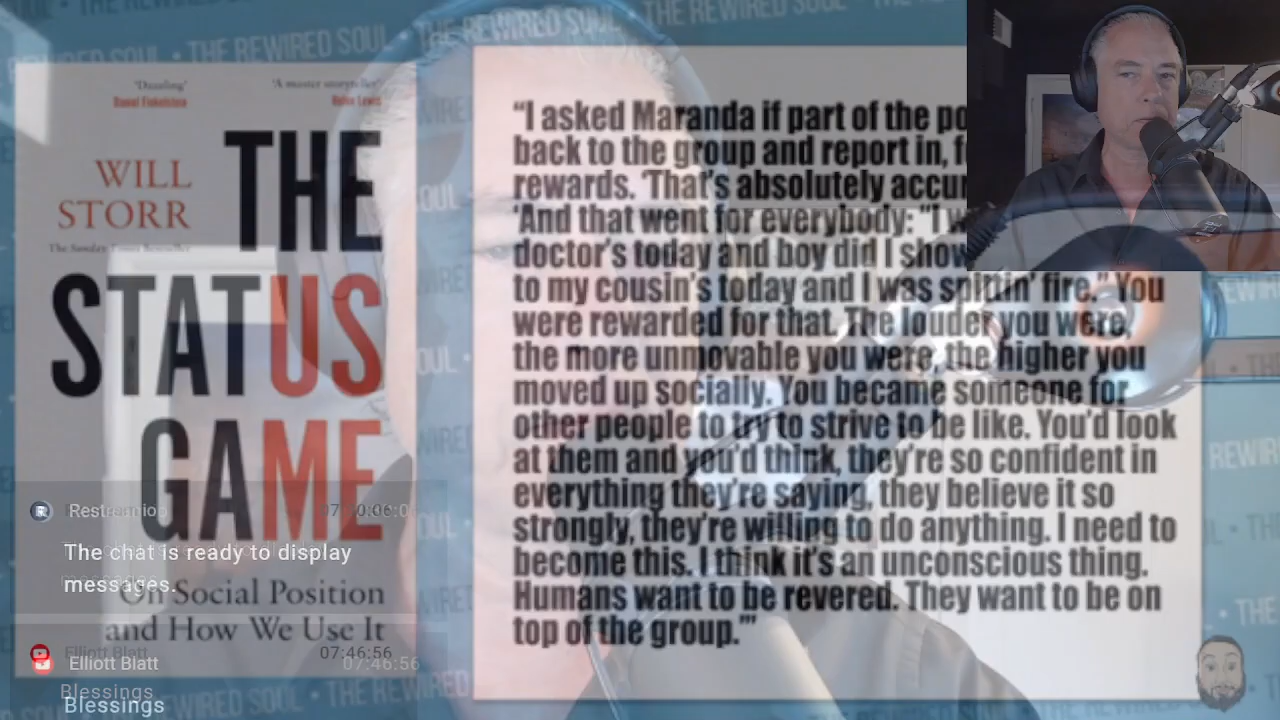 THE REWIRED SOUL
'Dazzling'
Daniel Finkelstein
'A master storyteller'
Helen Lewis
WILL
STORR
The Sunday Times Bestseller
THE
STATUS
GAME
On Social Position
and How We Use It
“I asked Maranda if part of the
back to the group and report in,
rewards. ‘That’s absolutely
‘And that went for everybody: “I
doctor’s today and boy did I show
to my cousin’s today and I was spittin’ fire.” You
were rewarded for that. The louder you were,
the more unmovable you were, the higher you
moved up socially. You became someone for
other people to try to strive to be like. You’d look
at them and you’d think, they’re so confident in
everything they’re saying, they believe it so
strongly, they’re willing to do anything. I need to
become this. I think it’s an unconscious thing.
Humans want to be revered. They want to be on
top of the group.’”
The chat is ready to display
messages.
Elliott Blatt
07:46:56
Blessings